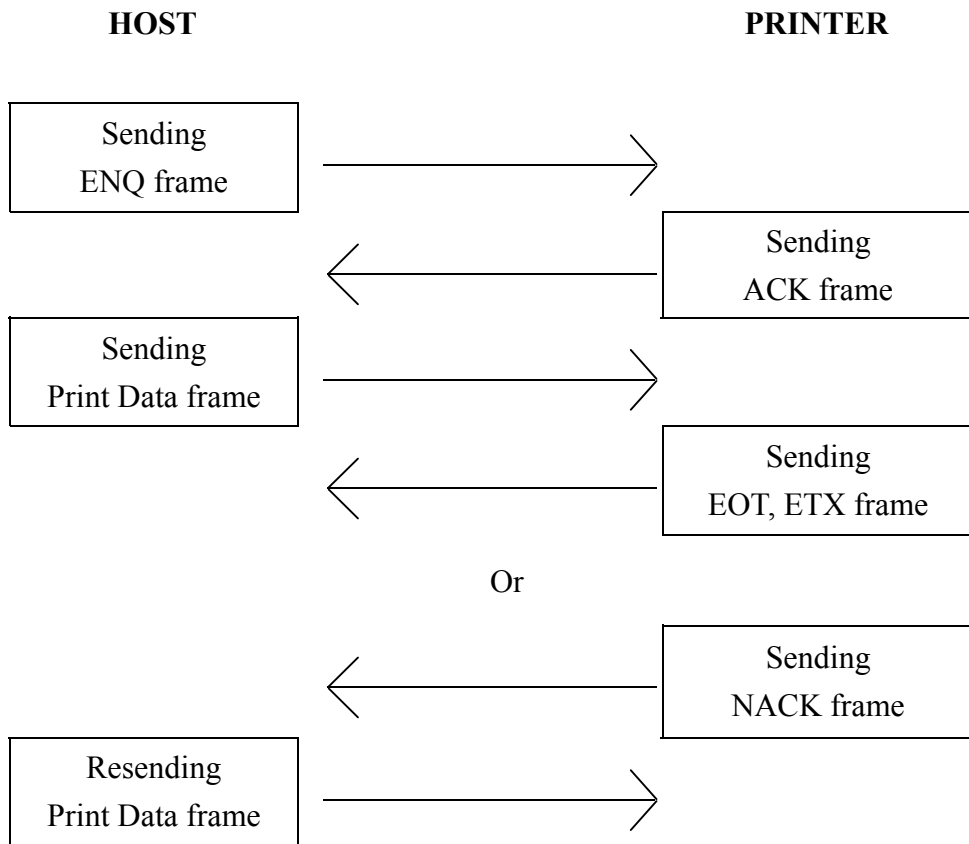 HOST
PRINTER
Sending
ENQ frame
Sending
ACK frame
Sending
Print Data frame
Sending
EOT, ETX frame
Or
Sending
NACK frame
Resending
Print Data frame